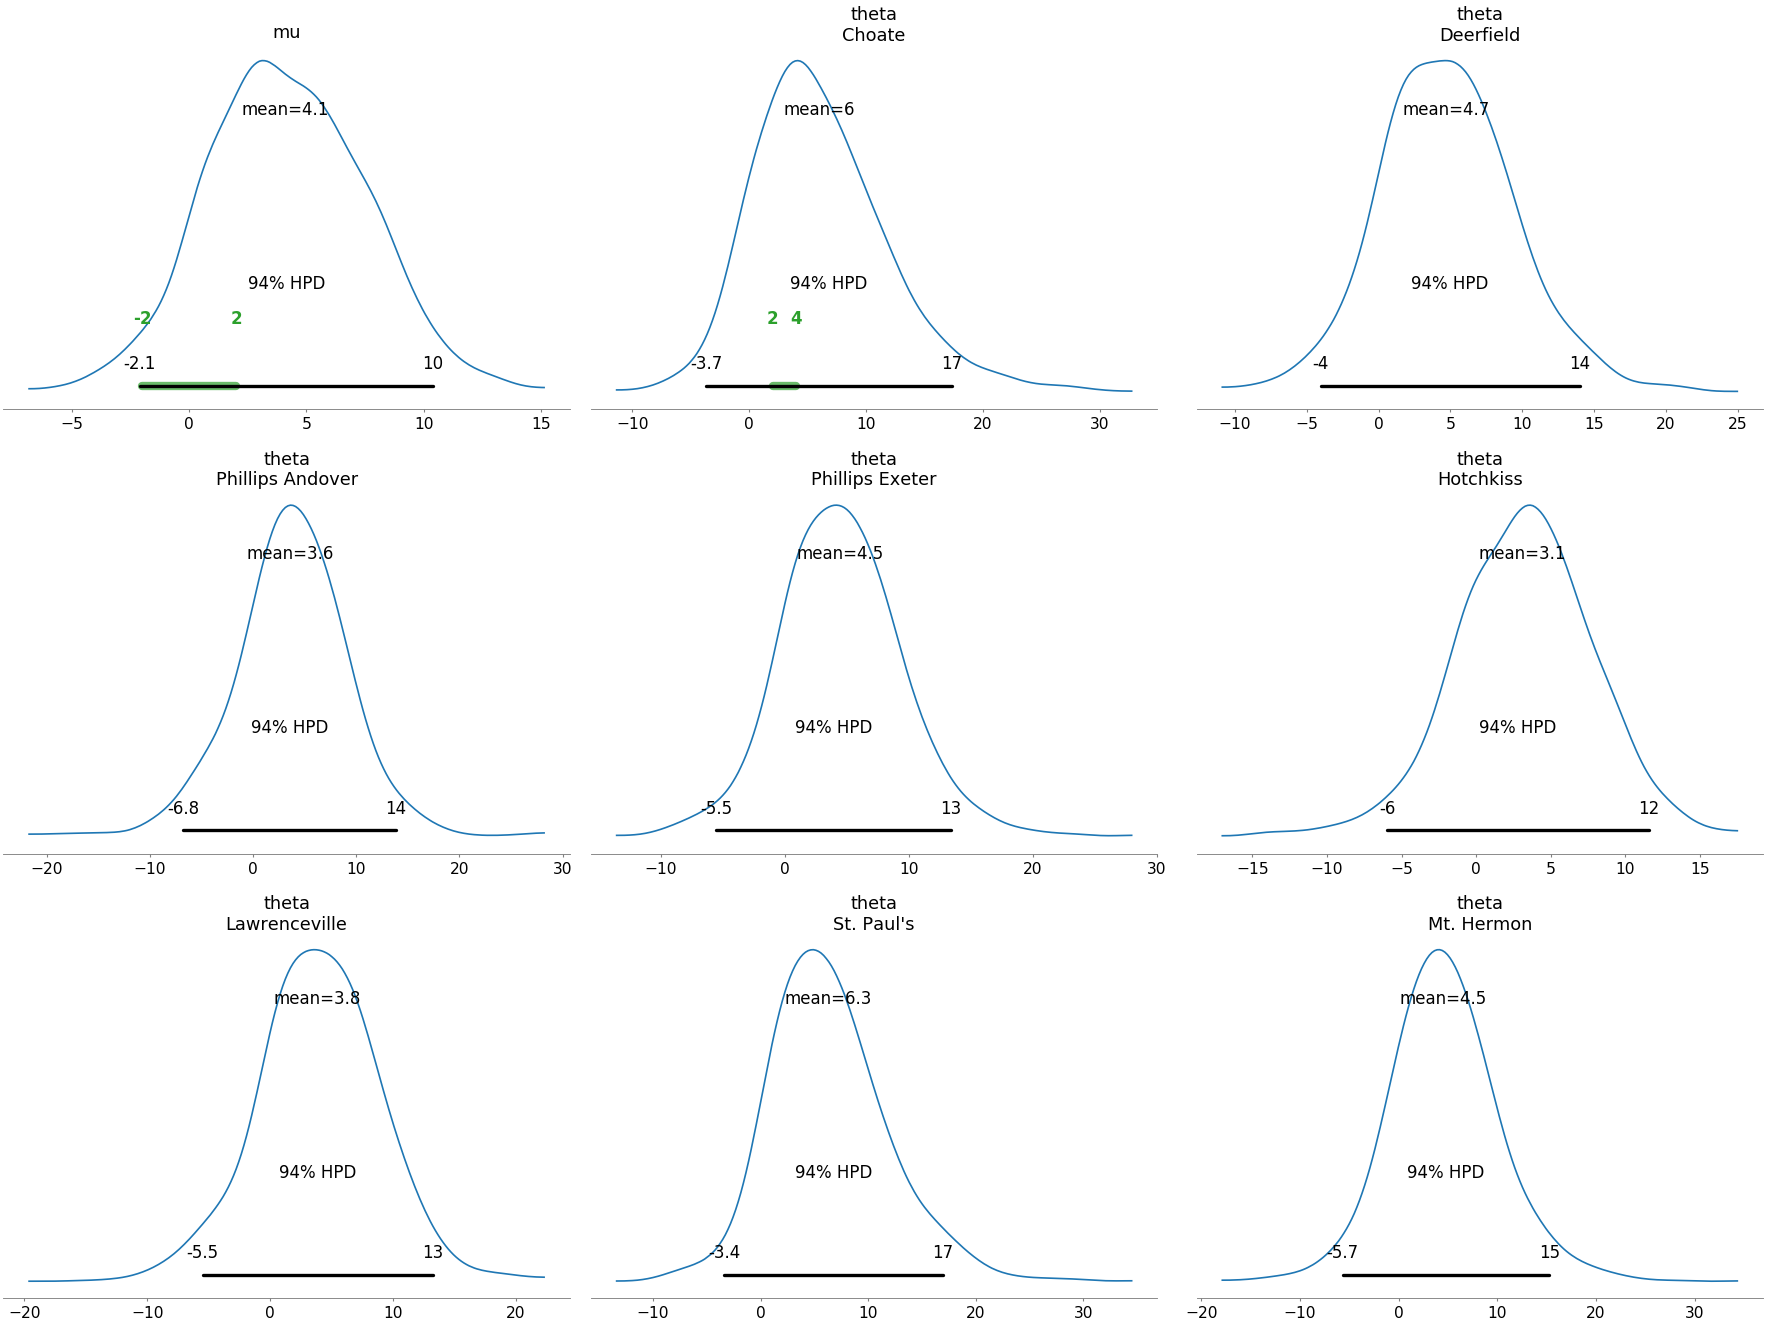 mu
mean=4.1
94% HPD
-2 2
-2.1 10
−5 0 5 10 15
theta
Choate
mean=6
94% HPD
2 4
-3.7 17
−10 0 10 20 30
theta
Deerfield
mean=4.7
94% HPD
-4 14
−10 −5 0 5 10 15 20 25
theta
Phillips Andover
mean=3.6
94% HPD
-6.8 14
−20 −10 0 10 20 30
theta
Phillips Exeter
mean=4.5
94% HPD
-5.5 13
−10 0 10 20 30
theta
Hotchkiss
mean=3.1
94% HPD
-6 12
−15 −10 −5 0 5 10 15
theta
Lawrenceville
mean=3.8
94% HPD
-5.5 13
−20 −10 0 10 20
theta
St. Paul's
mean=6.3
94% HPD
-3.4 17
−10 0 10 20 30
theta
Mt. Hermon
mean=4.5
94% HPD
-5.7 15
−20 −10 0 10 20 30